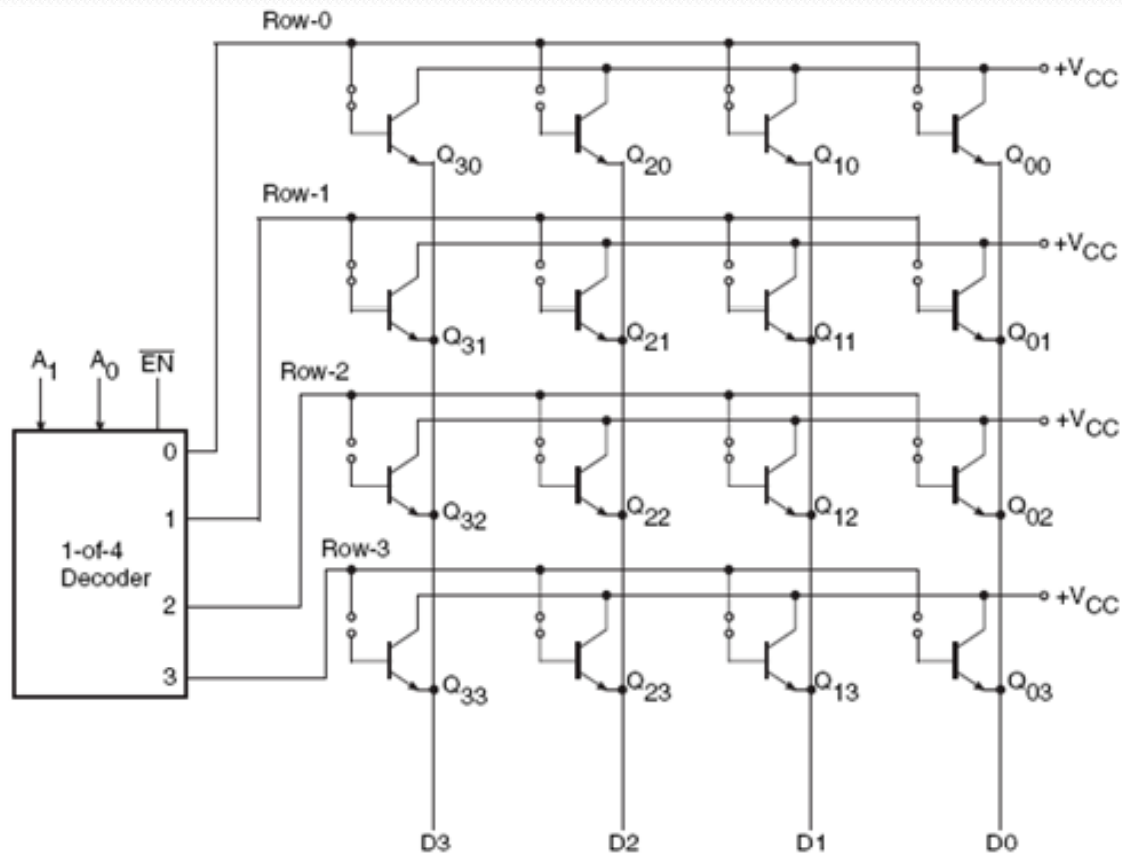 Row-0
+VCC
Q30 Q20 Q10 Q00
Row-1
+VCC
Q31 Q21 Q11 Q01
A1 A0 EN
Row-2
+VCC
0
Q32 Q22 Q12 Q02
1
1-of-4
Decoder
Row-3
+VCC
2
3
Q33 Q23 Q13 Q03
D3 D2 D1 D0